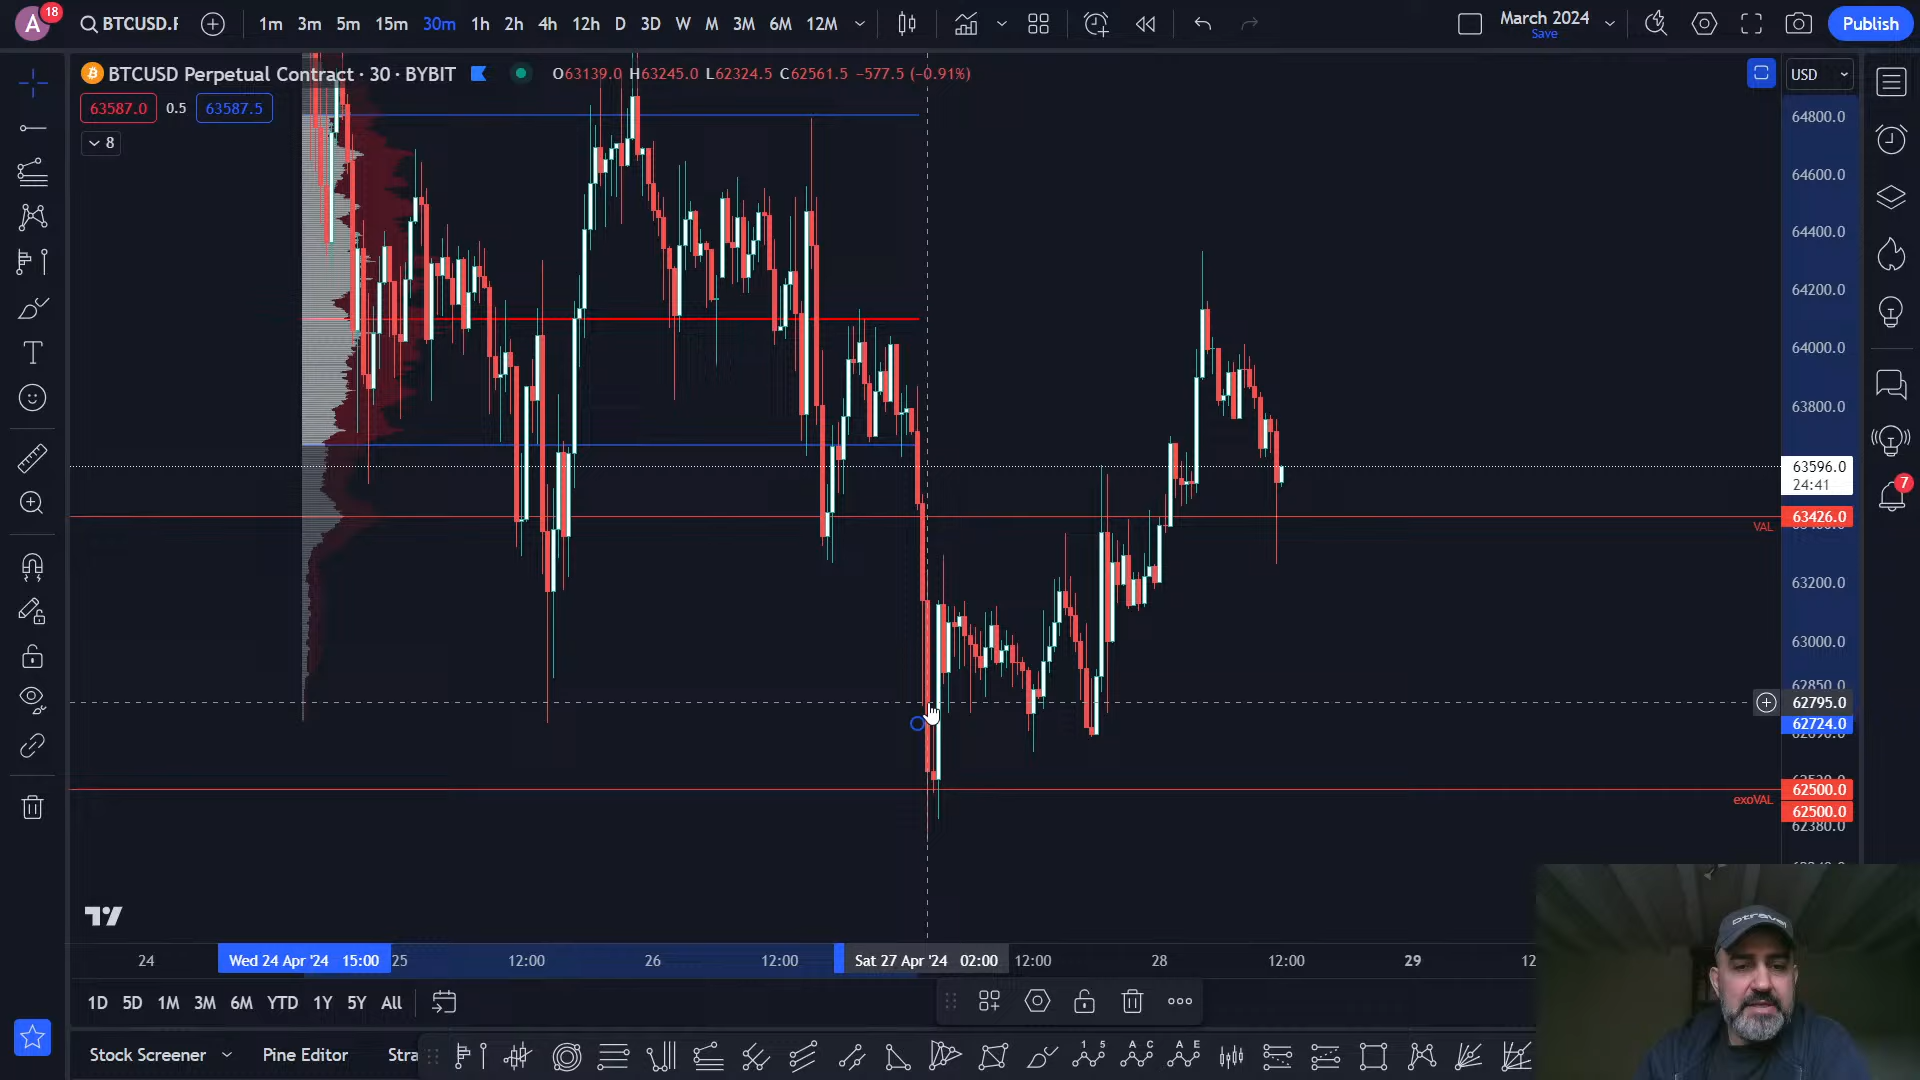 A 18 BTCUSD.F 1m 3m 5m 15m 30m 1h 2h 4h 12h D 3D W M 3M 6M 12M March 2024 Save Publish
BTCUSD Perpetual Contract · 30 · BYBIT O63139.0 H63245.0 L62324.5 C62561.5 -577.5 (-0.91%) USD
63587.0 0.5 63587.5
8
64800.0
64600.0
64400.0
64200.0
64000.0
63800.0
63596.0
24:41
63426.0
VAL
63200.0
63000.0
62850.0
62795.0
62724.0
62500.0
exoVAL
62500.0
62380.0
7
24 Wed 24 Apr '24 15:00 25 12:00 26 12:00 Sat 27 Apr '24 02:00 12:00 28 12:00 29 12
1D 5D 1M 3M 6M YTD 1Y 5Y All
Stock Screener Pine Editor Stra